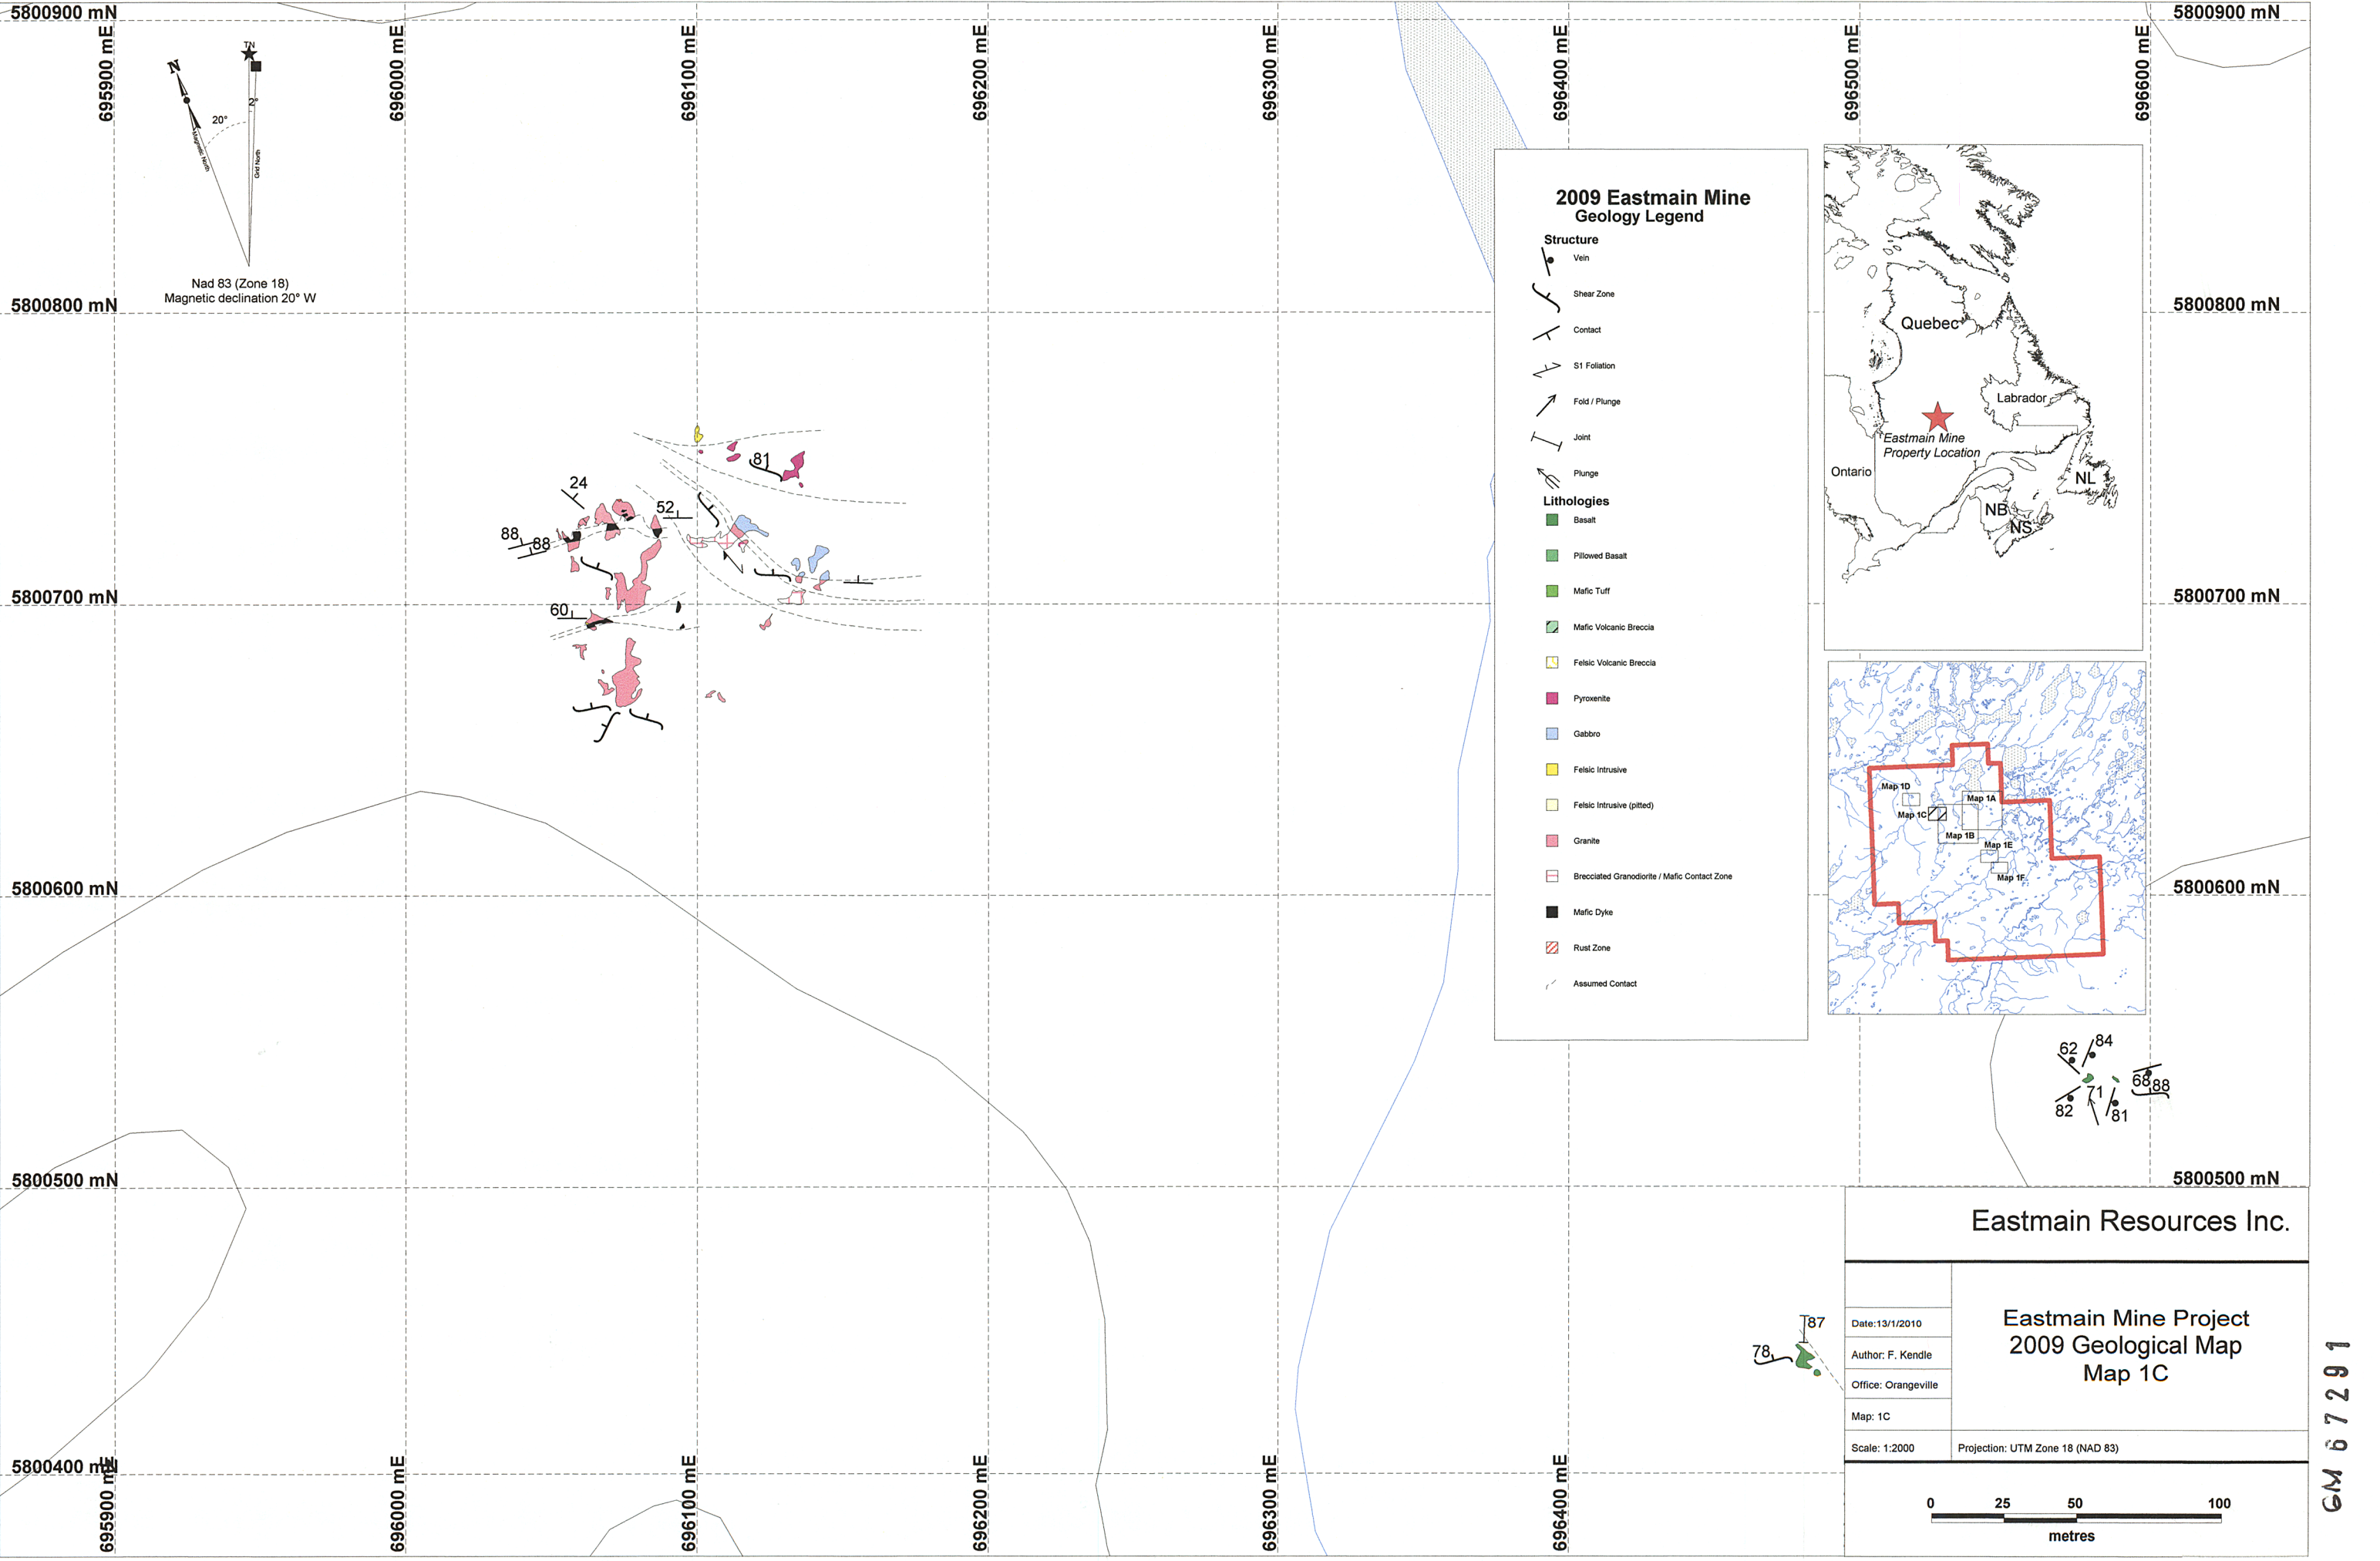 5800900 mN
5800900 mN
695900 mE
696000 mE
696100 mE
696200 mE
696300 mE
696400 mE
696500 mE
696600 mE
TN
N
2°
20°
Magnetic North
Grid North
Nad 83 (Zone 18)
Magnetic declination 20° W
5800800 mN
5800800 mN
2009 Eastmain Mine
Geology Legend
Structure
Vein
Shear Zone
Contact
S1 Foliation
Fold / Plunge
Joint
Plunge
Lithologies
Basalt
Pillowed Basalt
Mafic Tuff
Mafic Volcanic Breccia
Felsic Volcanic Breccia
Pyroxenite
Gabbro
Felsic Intrusive
Felsic Intrusive (pitted)
Granite
Brecciated Granodiorite / Mafic Contact Zone
Mafic Dyke
Rust Zone
Assumed Contact
Quebec
Labrador
Eastmain Mine
Property Location
Ontario
NL
NB
NS
81
24
52
88
88
60
5800700 mN
5800700 mN
Map 1D
Map 1A
Map 1C
Map 1B
Map 1E
Map 1F
5800600 mN
5800600 mN
62
84
68
88
71
82
81
5800500 mN
5800500 mN
87
78
Eastmain Resources Inc.
Date:13/1/2010
Author: F. Kendle
Office: Orangeville
Map: 1C
Scale: 1:2000
Eastmain Mine Project
2009 Geological Map
Map 1C
Projection: UTM Zone 18 (NAD 83)
0 25 50 100
metres
5800400 mN
695900 mE
696000 mE
696100 mE
696200 mE
696300 mE
696400 mE
GM 67291